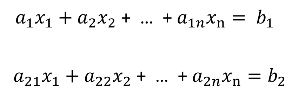 a₁x₁ + a₂x₂ + ... + a₁ₙxₙ = b₁
a₂₁x₁ + a₂₂x₂ + ... + a₂ₙxₙ = b₂